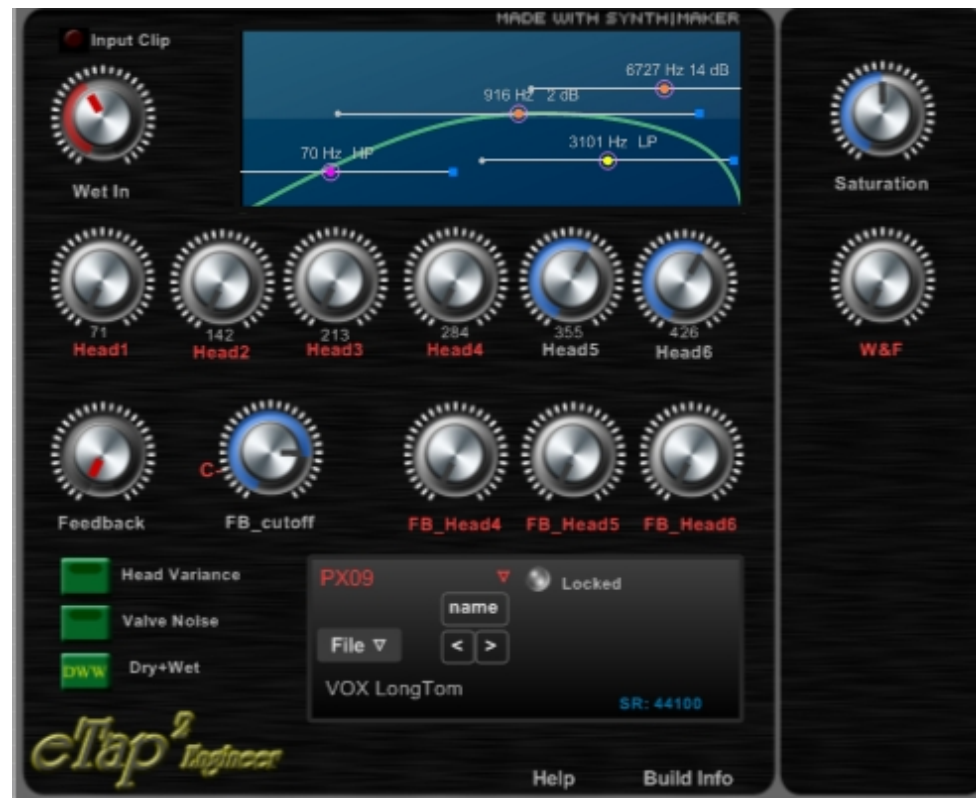 MADE WITH SYNTH|MAKER
Input Clip
6727 Hz 14 dB
916 Hz 2 dB
3101 Hz LP
70 Hz HP
Wet In
Saturation
71
142
213
284
355
426
Head1
Head2
Head3
Head4
Head5
Head6
W&F
C-
Feedback
FB_cutoff
FB_Head4
FB_Head5
FB_Head6
Head Variance
PX09
Locked
name
Valve Noise
File
< >
DWW
Dry+Wet
VOX LongTom
SR: 44100
eTap2 Engineer
Help
Build Info